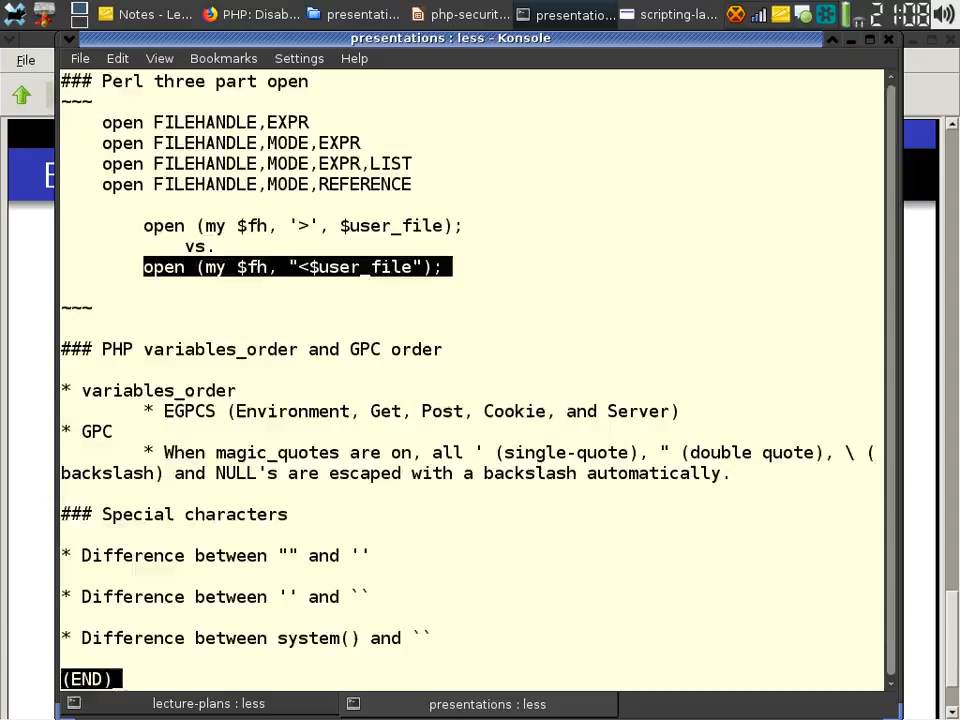 Notes - Le...
PHP: Disab...
presentati...
php-securit...
presentatio...
scripting-la...
2
1:08
presentations : less - Konsole
File
File Edit View Bookmarks Settings Help
### Perl three part open
~~~
open FILEHANDLE,EXPR
open FILEHANDLE,MODE,EXPR
open FILEHANDLE,MODE,EXPR,LIST
open FILEHANDLE,MODE,REFERENCE
open (my $fh, '>', $user_file);
vs.
open (my $fh, "<$user_file");
~~~
### PHP variables_order and GPC order
* variables_order
* EGPCS (Environment, Get, Post, Cookie, and Server)
* GPC
* When magic_quotes are on, all ' (single-quote), " (double quote), \ (
backslash) and NULL's are escaped with a backslash automatically.
### Special characters
* Difference between "" and ''
* Difference between '' and ``
* Difference between system() and ``
(END)
lecture-plans : less
presentations : less